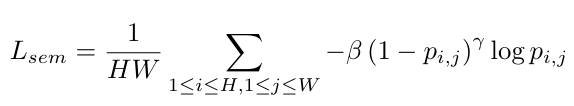 $$L_{sem} = \frac{1}{HW} \sum_{1 \leq i \leq H, 1 \leq j \leq W} -\beta \left(1 - p_{i,j}\right)^{\gamma} \log p_{i,j}$$